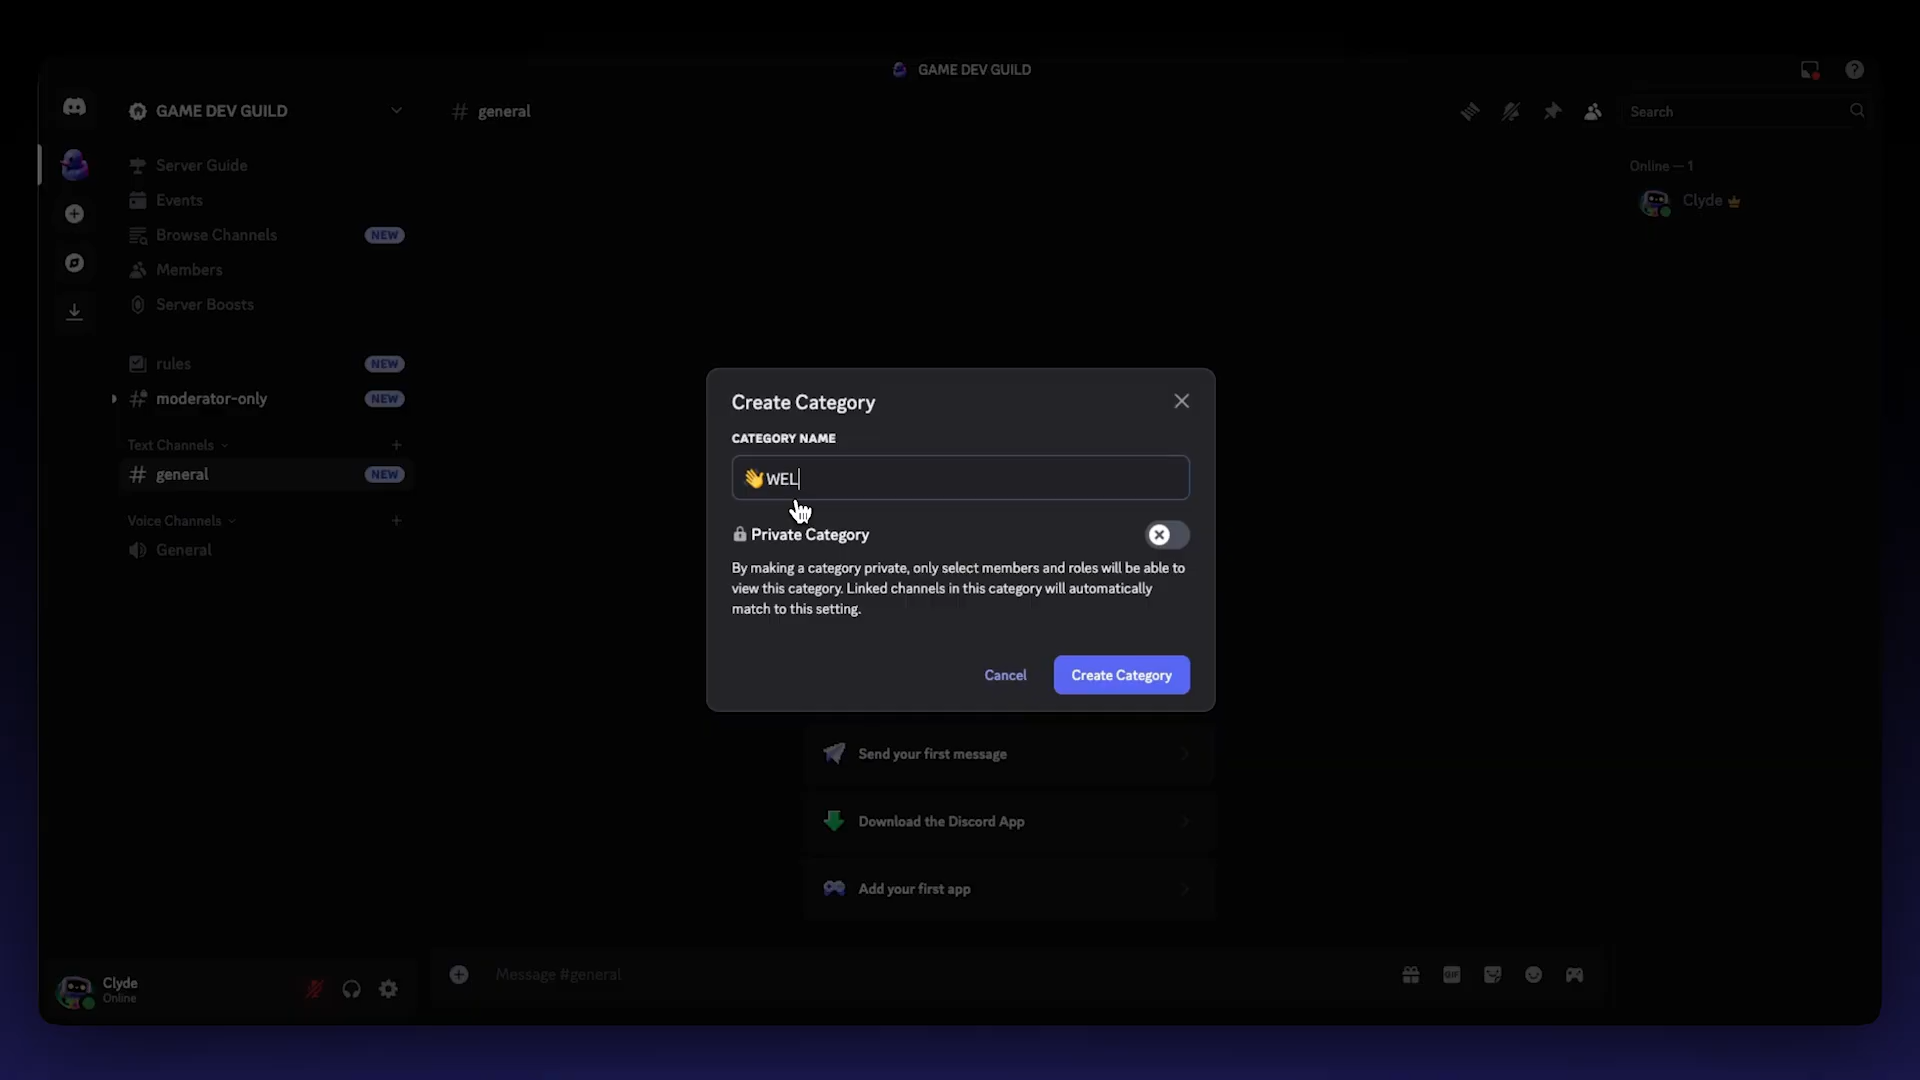 GAME DEV GUILD
GAME DEV GUILD
general
Search
Server Guide
Online — 1
Events
Clyde
Browse Channels NEW
Members
Server Boosts
rules NEW
moderator-only NEW
Text Channels
# general NEW
Voice Channels
General
Create Category
CATEGORY NAME
👋WEL
Private Category
By making a category private, only select members and roles will be able to
view this category. Linked channels in this category will automatically
match to this setting.
Cancel
Create Category
Send your first message
Download the Discord App
Add your first app
Message #general
GIF
Clyde
Online